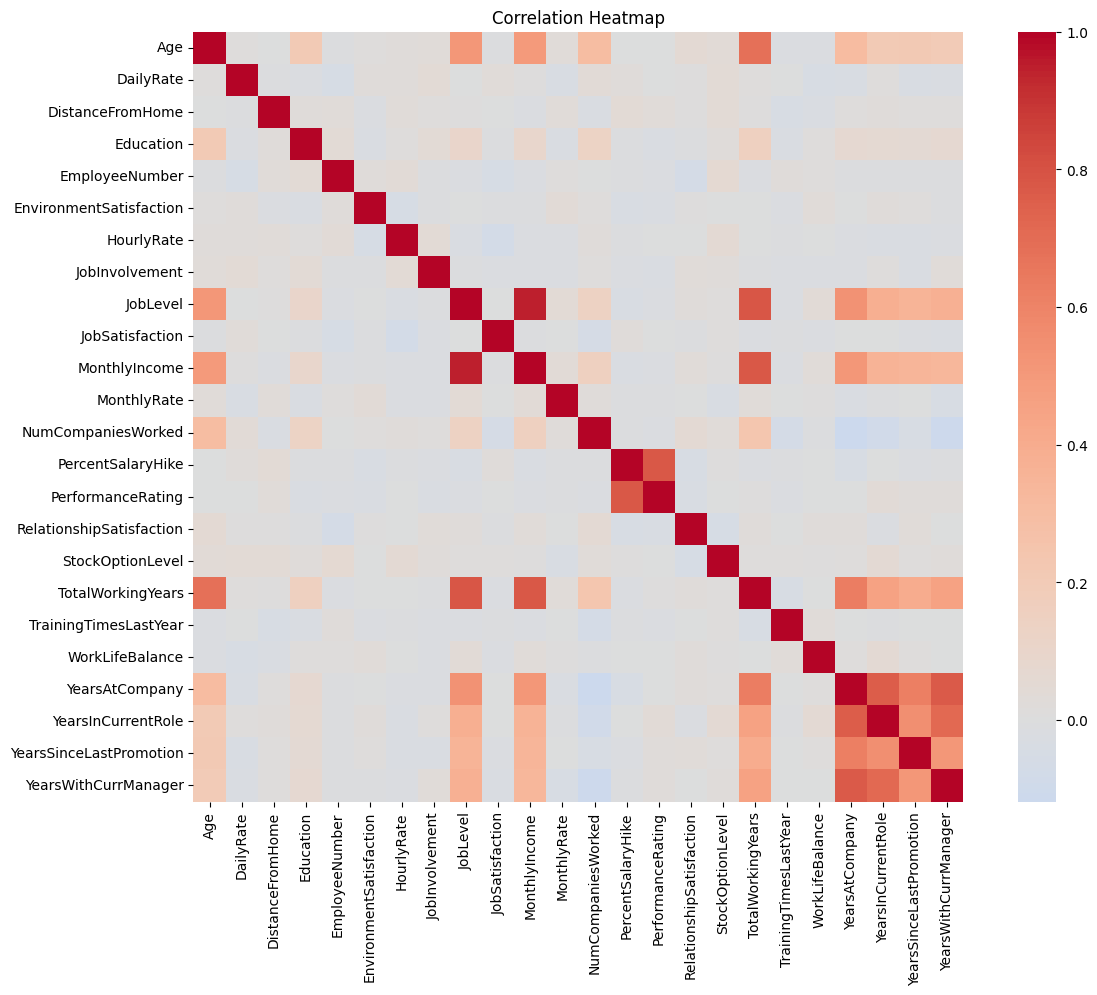 Correlation Heatmap
Age
DailyRate
DistanceFromHome
Education
EmployeeNumber
EnvironmentSatisfaction
HourlyRate
JobInvolvement
JobLevel
JobSatisfaction
MonthlyIncome
MonthlyRate
NumCompaniesWorked
PercentSalaryHike
PerformanceRating
RelationshipSatisfaction
StockOptionLevel
TotalWorkingYears
TrainingTimesLastYear
WorkLifeBalance
YearsAtCompany
YearsInCurrentRole
YearsSinceLastPromotion
YearsWithCurrManager
Age
DailyRate
DistanceFromHome
Education
EmployeeNumber
EnvironmentSatisfaction
HourlyRate
JobInvolvement
JobLevel
JobSatisfaction
MonthlyIncome
MonthlyRate
NumCompaniesWorked
PercentSalaryHike
PerformanceRating
RelationshipSatisfaction
StockOptionLevel
TotalWorkingYears
TrainingTimesLastYear
WorkLifeBalance
YearsAtCompany
YearsInCurrentRole
YearsSinceLastPromotion
YearsWithCurrManager
1.0
0.8
0.6
0.4
0.2
0.0